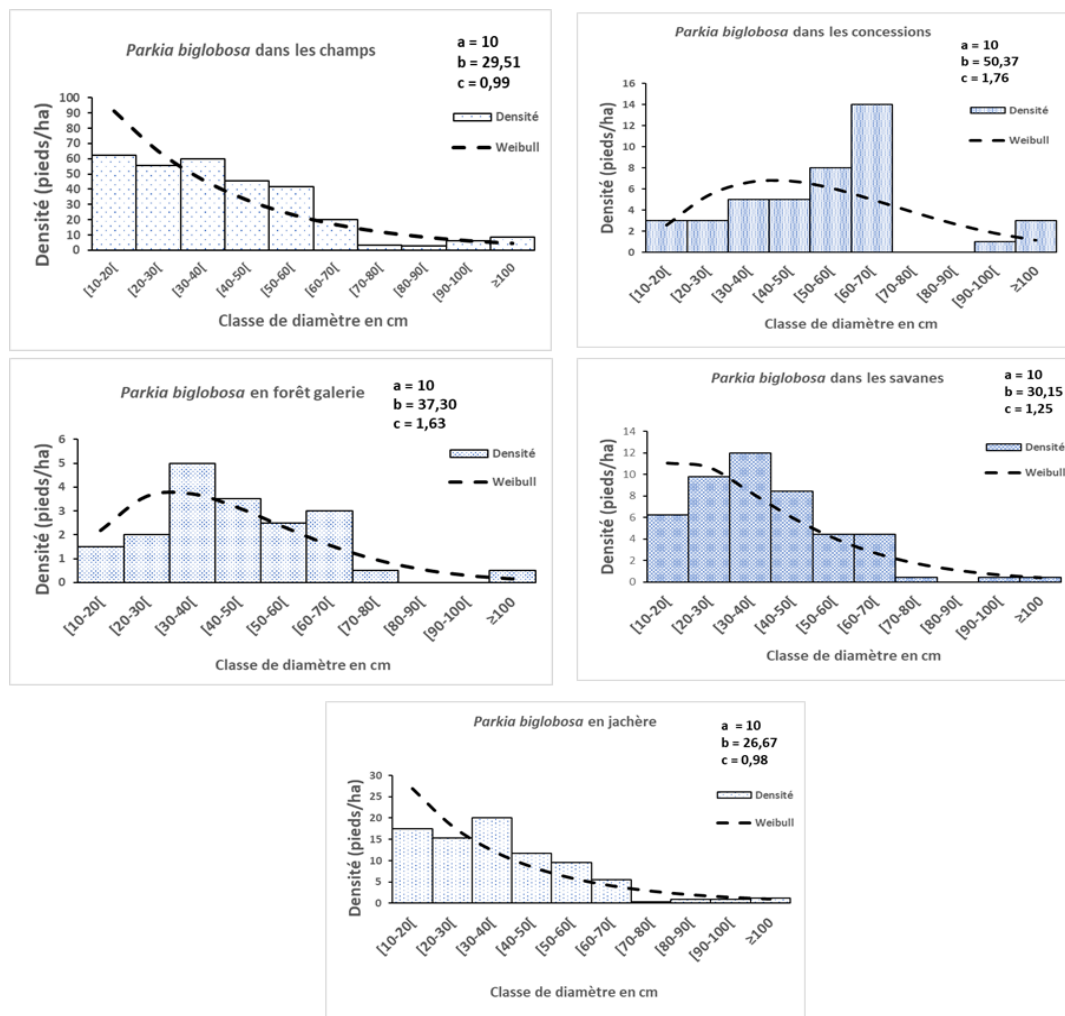 Parkia biglobosa dans les champs
a = 10
b = 29,51
c = 0,99
Densité (pieds/ha)
100
90
80
70
60
50
40
30
20
10
0
Densité
Weibull
[10-20[
[20-30[
[30-40[
[40-50[
[50-60[
[60-70[
[70-80[
[80-90[
[90-100[
≥100
Classe de diamètre en cm
Parkia biglobosa dans les concessions
a = 10
b = 50,37
c = 1,76
Densité (pieds/ha)
16
14
12
10
8
6
4
2
0
Densité
Weibull
[10-20[
[20-30[
[30-40[
[40-50[
[50-60[
[60-70[
[70-80[
[80-90[
[90-100[
≥100
Classe de diamètre en cm
Parkia biglobosa en forêt galerie
a = 10
b = 37,30
c = 1,63
Densité (pieds/ha)
6
5
4
3
2
1
0
Densité
Weibull
[10-20[
[20-30[
[30-40[
[40-50[
[50-60[
[60-70[
[70-80[
[80-90[
[90-100[
≥100
Classe de diamètre en cm
Parkia biglobosa dans les savanes
a = 10
b = 30,15
c = 1,25
Densité (pieds/ha)
14
12
10
8
6
4
2
0
Densité
Weibull
[10-20[
[20-30[
[30-40[
[40-50[
[50-60[
[60-70[
[70-80[
[80-90[
[90-100[
≥100
Classe de diamètre en cm
Parkia biglobosa en jachère
a = 10
b = 26,67
c = 0,98
Densité (pieds/ha)
30
25
20
15
10
5
0
Densité
Weibull
[10-20[
[20-30[
[30-40[
[40-50[
[50-60[
[60-70[
[70-80[
[80-90[
[90-100[
≥100
Classe de diamètre en cm